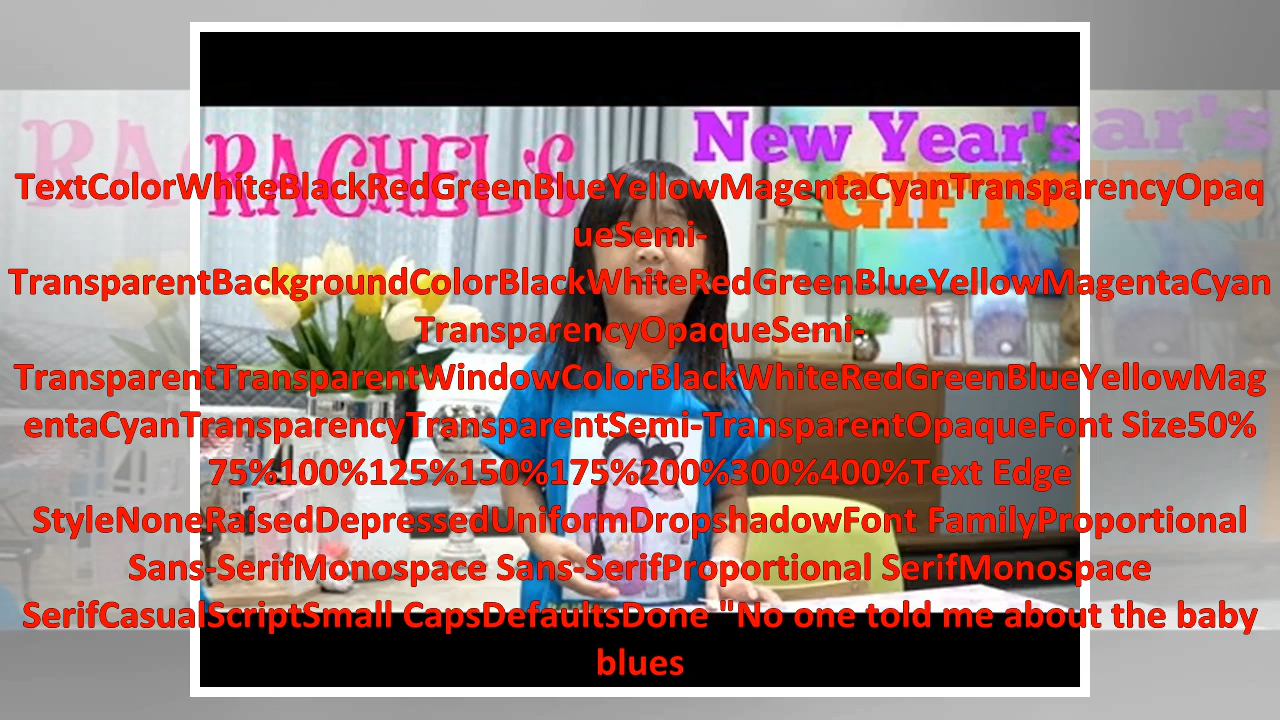 RACHEL'S
New Year's
GIFTS
TextColorWhiteBlackRedGreenBlueYellowMagentaCyanTransparencyOpaq
ueSemi-
TransparentBackgroundColorBlackWhiteRedGreenBlueYellowMagentaCyan
TransparencyOpaqueSemi-
TransparentTransparentWindowColorBlackWhiteRedGreenBlueYellowMag
entaCyanTransparencyTransparentSemi-TransparentOpaqueFont Size50%
75%100%125%150%175%200%300%400%Text Edge
StyleNoneRaisedDepressedUniformDropshadowFont FamilyProportional
Sans-SerifMonospace Sans-SerifProportional SerifMonospace
SerifCasualScriptSmall CapsDefaultsDone "No one told me about the baby
blues